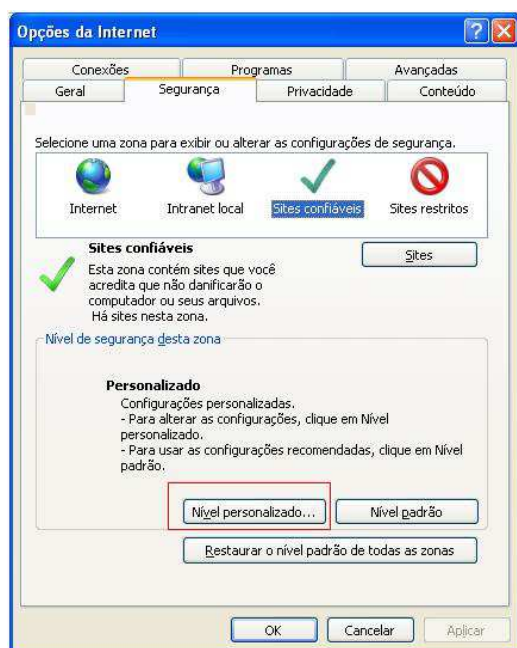 Opções da Internet
Conexões Programas Avançadas
Geral Segurança Privacidade Conteúdo
Selecione uma zona para exibir ou alterar as configurações de segurança.
Internet Intranet local Sites confiáveis Sites restritos
Sites confiáveis
Sites
Esta zona contém sites que você
acredita que não danificarão o
computador ou seus arquivos.
Há sites nesta zona.
Nível de segurança desta zona
Personalizado
Configurações personalizadas.
- Para alterar as configurações, clique em Nível
personalizado.
- Para usar as configurações recomendadas, clique em Nível
padrão.
Nível personalizado... Nível padrão
Restaurar o nível padrão de todas as zonas
OK Cancelar Aplicar